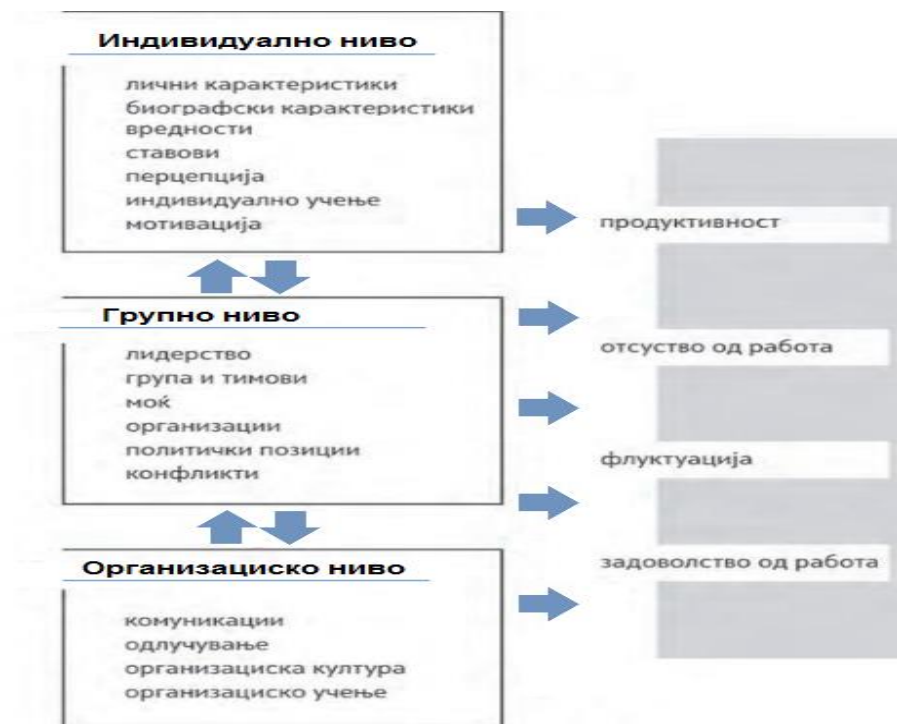 Индивидуално ниво
лични карактеристики
биографски карактеристики
вредности
ставови
перцепција
индивидуално учење
мотивација
Групно ниво
лидерство
група и тимови
моќ
организации
политички позиции
конфликти
Организациско ниво
комуникации
одлучување
организациска култура
организациско учење
продуктивност
отсуство од работа
флуктуација
задоволство од работа